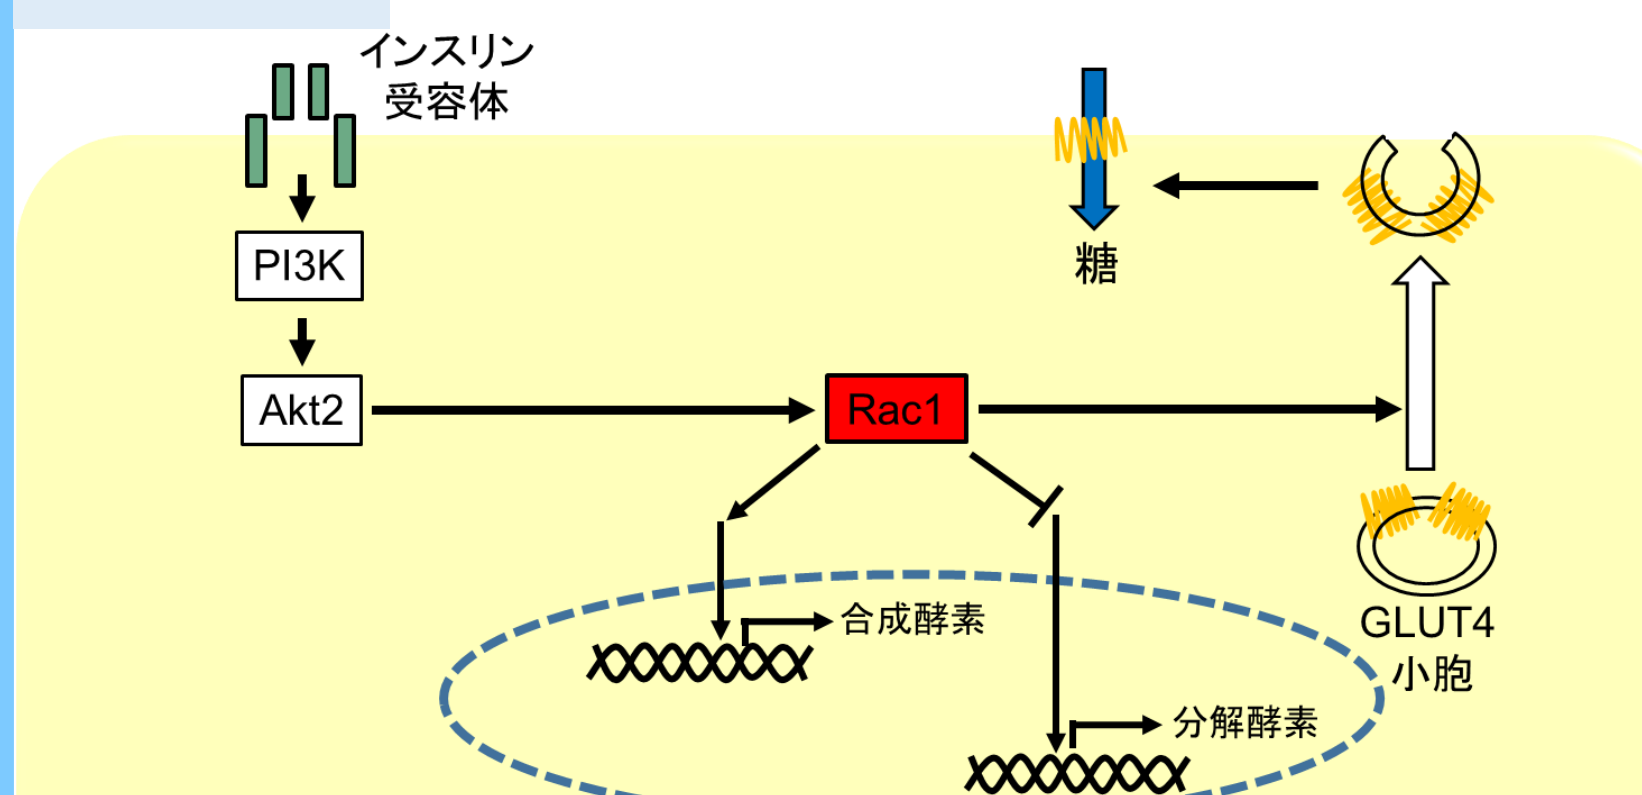 インスリン
受容体
PI3K
Akt2
Rac1
糖
GLUT4
小胞
合成酵素
分解酵素